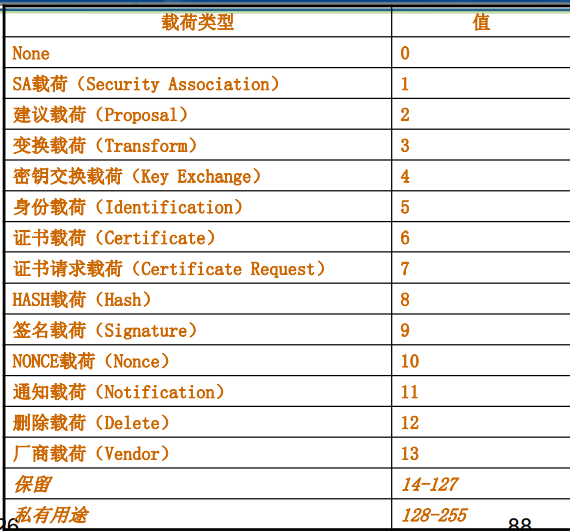 载荷类型 值
None 0
SA载荷（Security Association） 1
建议载荷（Proposal） 2
变换载荷（Transform） 3
密钥交换载荷（Key Exchange） 4
身份载荷（Identification） 5
证书载荷（Certificate） 6
证书请求载荷（Certificate Request） 7
HASH载荷（Hash） 8
签名载荷（Signature） 9
NONCE载荷（Nonce） 10
通知载荷（Notification） 11
删除载荷（Delete） 12
厂商载荷（Vendor） 13
保留 14-127
私有用途 128-255
26 88